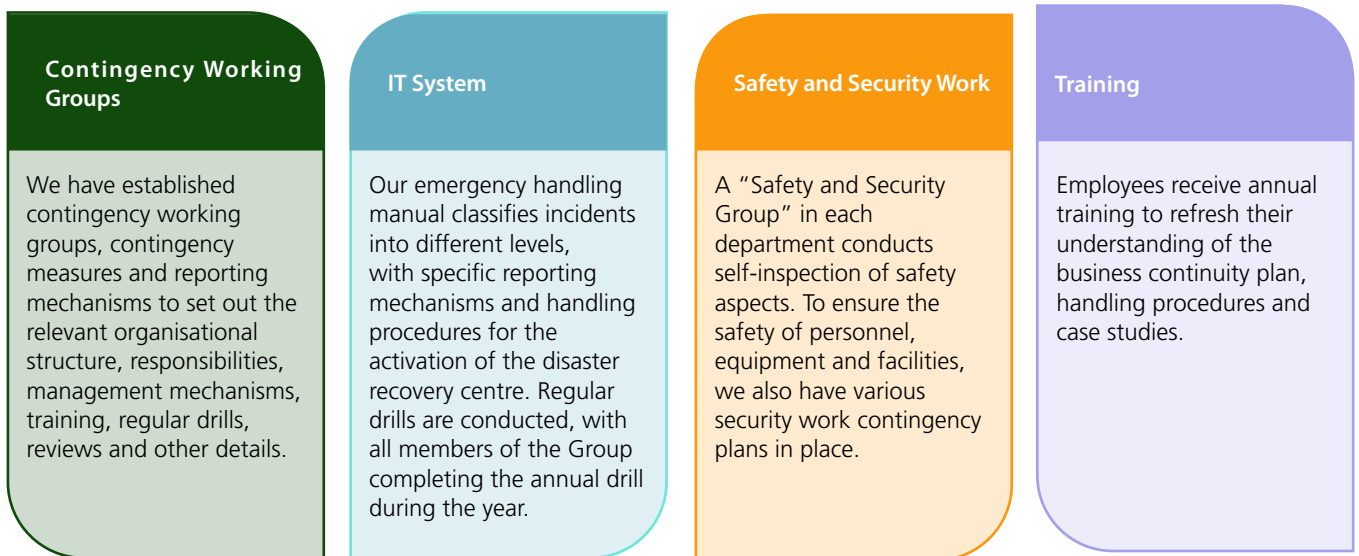 Contingency Working
Groups
We have established
contingency working
groups, contingency
measures and reporting
mechanisms to set out the
relevant organisational
structure, responsibilities,
management mechanisms,
training, regular drills,
reviews and other details.
IT System
Our emergency handling
manual classifies incidents
into different levels,
with specific reporting
mechanisms and handling
procedures for the
activation of the disaster
recovery centre. Regular
drills are conducted, with
all members of the Group
completing the annual drill
during the year.
Safety and Security Work
A “Safety and Security
Group” in each
department conducts
self-inspection of safety
aspects. To ensure the
safety of personnel,
equipment and facilities,
we also have various
security work contingency
plans in place.
Training
Employees receive annual
training to refresh their
understanding of the
business continuity plan,
handling procedures and
case studies.